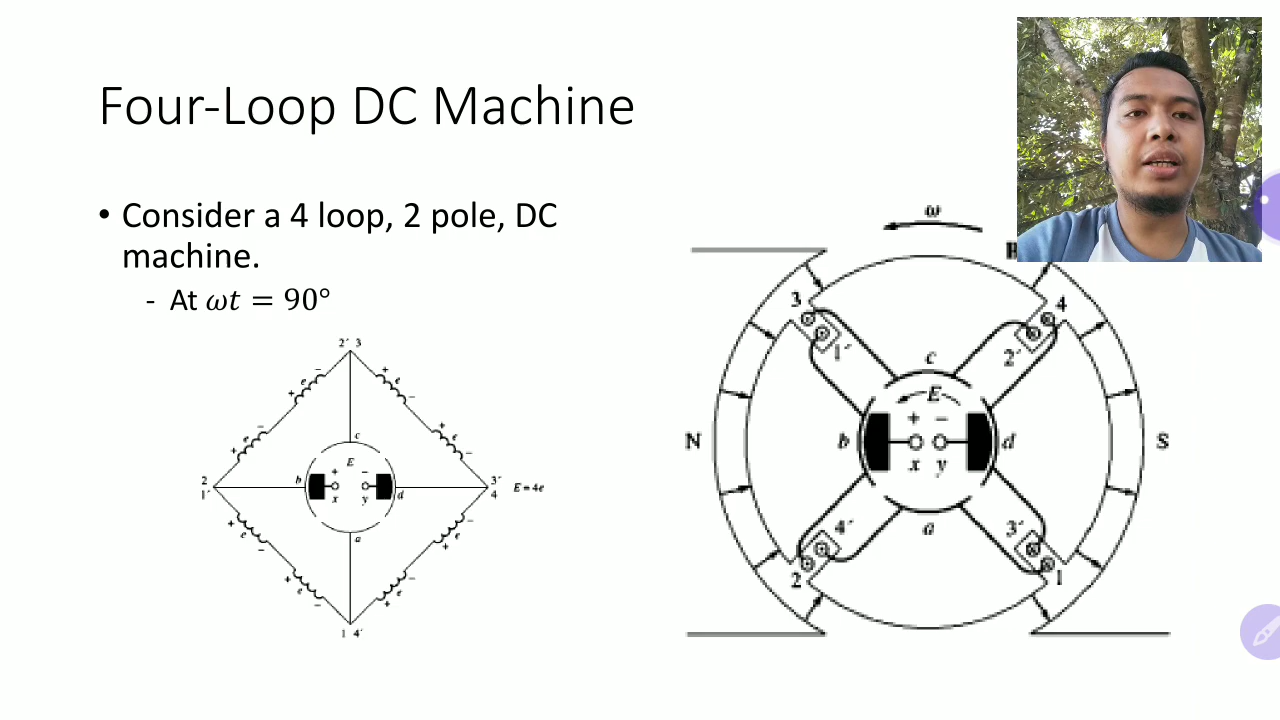 Four-Loop DC Machine
• Consider a 4 loop, 2 pole, DC
machine.
- At ωt = 90°
2′ 3
+ e − + e −
+ e − + e −
c
E
2
1′
b + − d
x y
3′
4
E = 4e
a
+ e − + e −
+ e − + e −
1 4′
ω
B
3
1′
4
2′
c
E
N b + − d S
x y
a
4′
2
3′
1